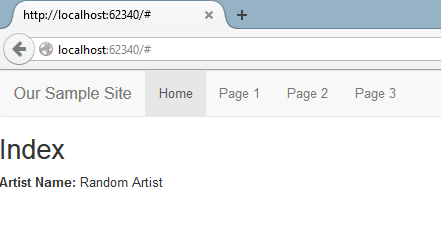 http://localhost:62340/#
localhost:62340/#
Our Sample Site Home Page 1 Page 2 Page 3
Index
Artist Name: Random Artist